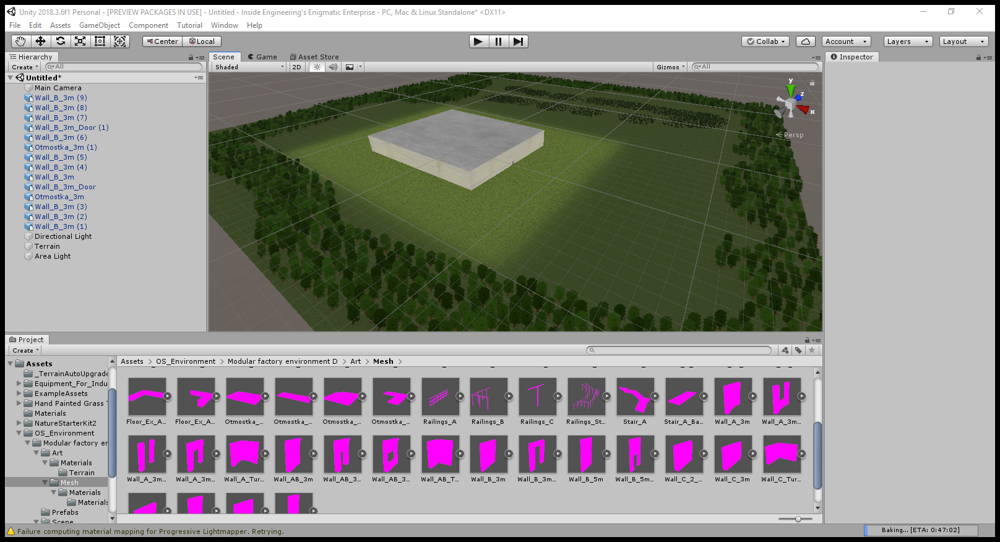 Unity 2018.3.6f1 Personal - [PREVIEW PACKAGES IN USE] - Untitled - Inside Engineering's Enigmatic Enterprise - PC, Mac & Linux Standalone* <DX11>
File Edit Assets GameObject Component Tutorial Window Help
Center Local Collab Account Layers Layout
Hierarchy
Create All
Untitled*
Main Camera
Wall_B_3m (9)
Wall_B_3m (8)
Wall_B_3m (7)
Wall_B_3m_Door (1)
Wall_B_3m (6)
Otmostka_3m (1)
Wall_B_3m (5)
Wall_B_3m (4)
Wall_B_3m
Wall_B_3m_Door
Otmostka_3m
Wall_B_3m (3)
Wall_B_3m (2)
Wall_B_3m (1)
Directional Light
Terrain
Area Light
Scene Game Asset Store
Shaded 2D Gizmos All
y
z
x
Persp
Inspector
Project
Create
Assets
_TerrainAutoUpgrade
Equipment_For_Indu
ExampleAssets
Hand Painted Grass T
Materials
NatureStarterKit2
OS_Environment
Modular factory er
Art
Materials
Terrain
Mesh
Materials
Materials
Prefabs
Scene
Assets > OS_Environment > Modular factory environment D > Art > Mesh >
Floor_Ex_A... Floor_Ex_A... Otmostka_... Otmostka_... Otmostka_... Otmostka_... Railings_A Railings_B Railings_C Railings_St... Stair_A Stair_A_Ba... Wall_A_3m Wall_A_3m...
Wall_A_3m... Wall_A_3m... Wall_A_Tur... Wall_AB_3m Wall_AB_3... Wall_AB_3... Wall_AB_T... Wall_B_3m Wall_B_3m... Wall_B_5m Wall_B_5m... Wall_C_2_... Wall_C_3m Wall_C_Tur...
Failure computing material mapping for Progressive Lightmapper. Retrying.
Baking... [ETA: 0:47:02]